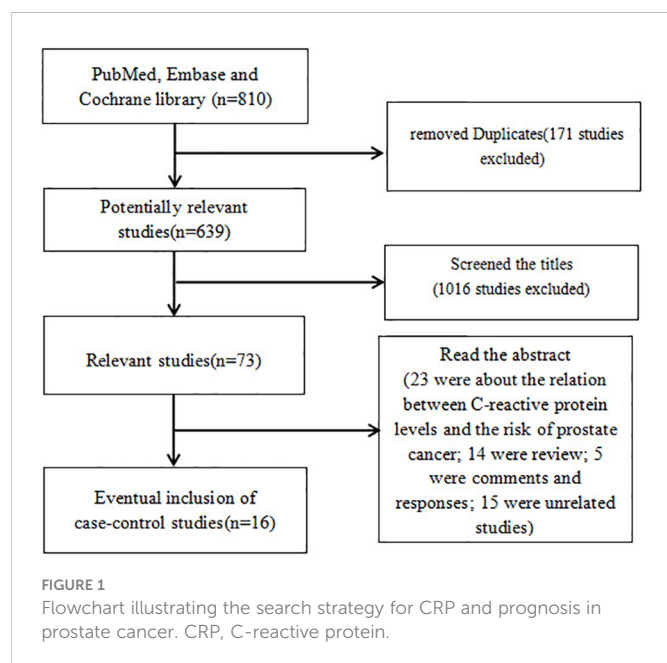 PubMed, Embase and
Cochrane library (n=810)
removed Duplicates(171 studies
excluded)
Potentially relevant
studies(n=639)
Screened the titles
(1016 studies excluded)
Relevant studies(n=73)
Read the abstract
(23 were about the relation
between C-reactive protein
levels and the risk of prostate
cancer; 14 were review; 5
were comments and
responses; 15 were unrelated
studies)
Eventual inclusion of
case-control studies(n=16)
FIGURE 1
Flowchart illustrating the search strategy for CRP and prognosis in
prostate cancer. CRP, C-reactive protein.